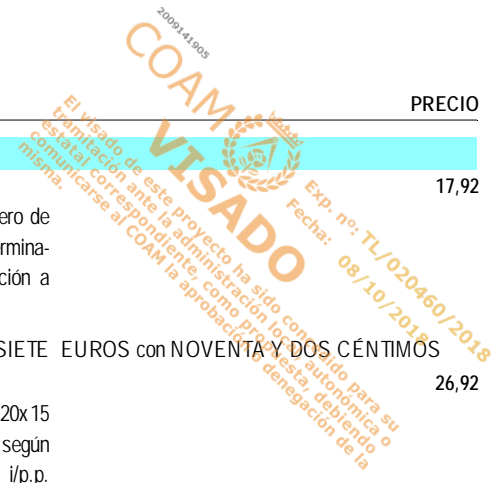 2009141905
COAM
VISADO
Exp. nº: TL/020460/2018
Fecha: 08/10/2018
El visado de este proyecto ha sido comunicado para su
tramitación ante la administración local, autonómica o
estatal correspondiente, como propuesta, debiendo
comunicarse al COAM la aprobación o denegación de la
misma.
PRECIO
17,92
ero de
ermina-
ción a
SIETE EUROS con NOVENTA Y DOS CÉNTIMOS
26,92
20x15
según
i/p.p.